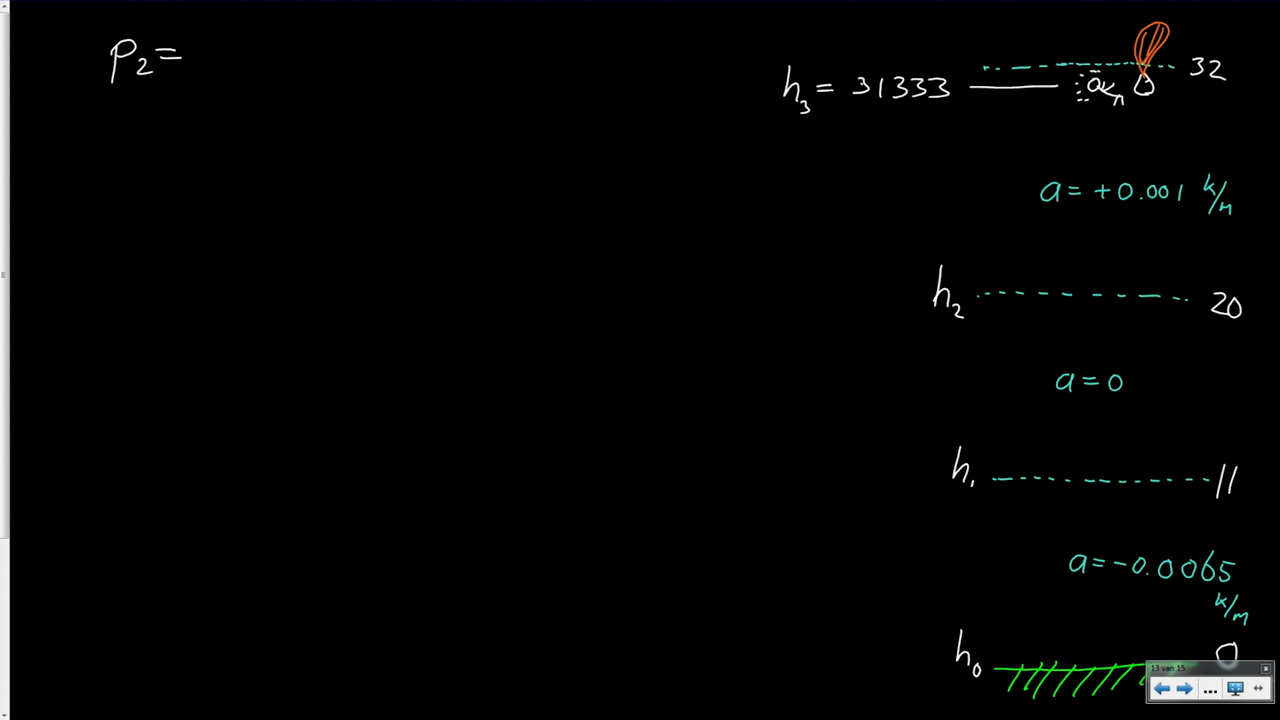 p₂ =
h₃ = 31333
32
a = +0.001 k/m
h₂
20
a = 0
h₁
11
a = -0.0065
k/m
h₀
0
13 van 15
...